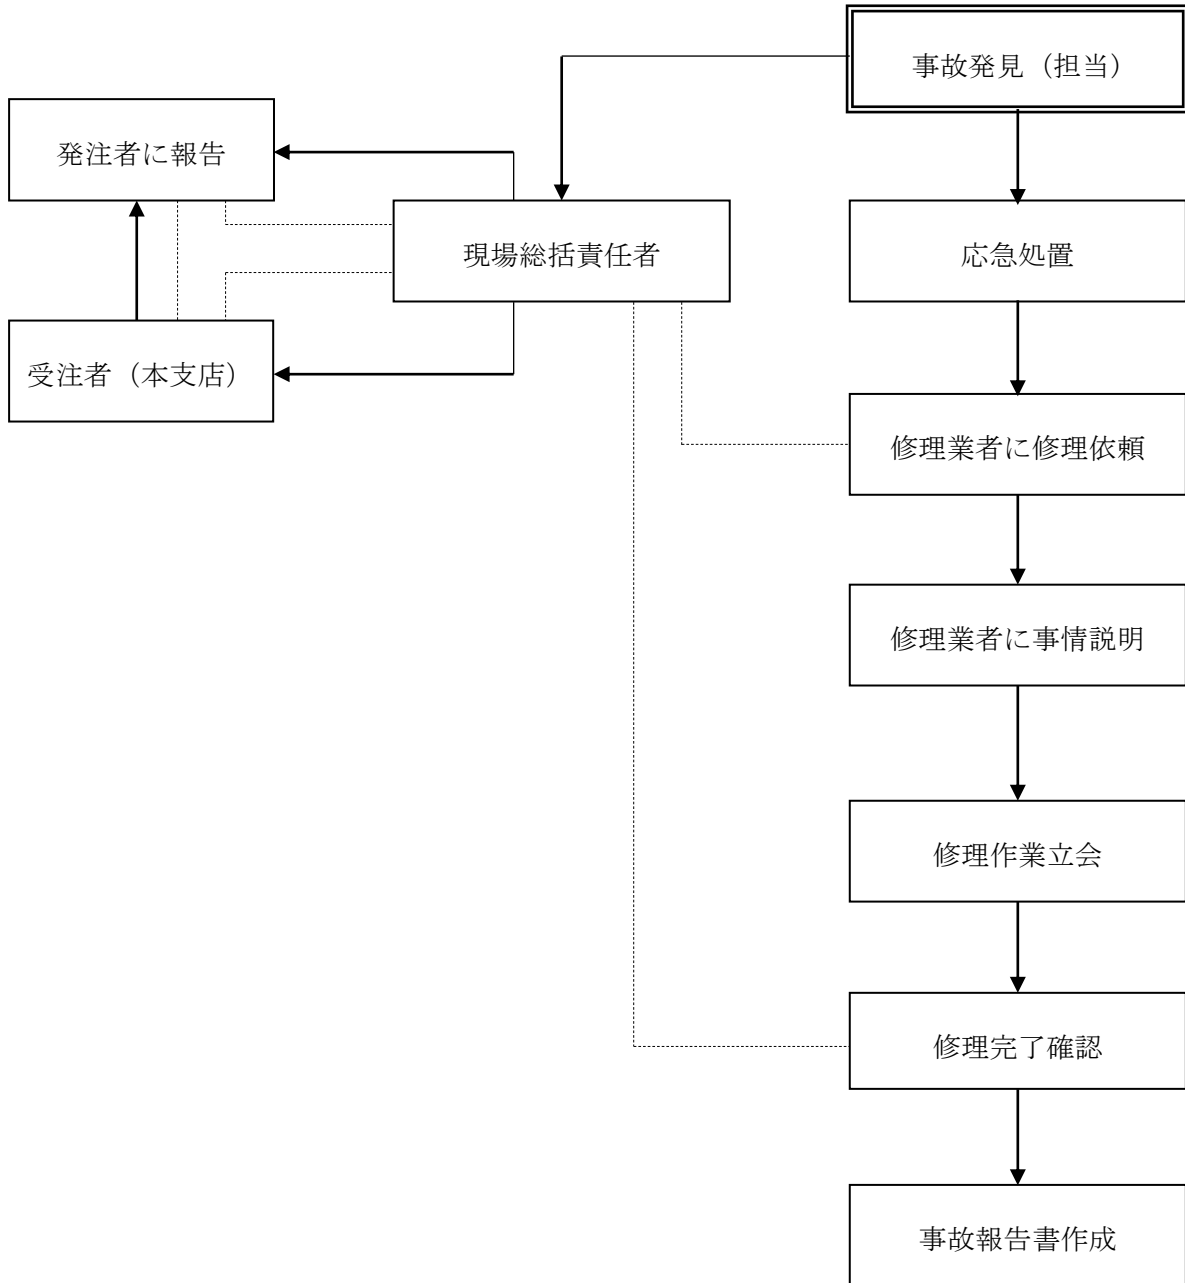 事故発見（担当）
発注者に報告
現場総括責任者
応急処置
受注者（本支店）
修理業者に修理依頼
修理業者に事情説明
修理作業立会
修理完了確認
事故報告書作成